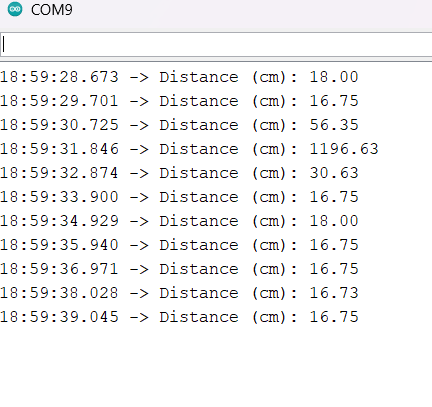 COM9
18:59:28.673 -> Distance (cm): 18.00
18:59:29.701 -> Distance (cm): 16.75
18:59:30.725 -> Distance (cm): 56.35
18:59:31.846 -> Distance (cm): 1196.63
18:59:32.874 -> Distance (cm): 30.63
18:59:33.900 -> Distance (cm): 16.75
18:59:34.929 -> Distance (cm): 18.00
18:59:35.940 -> Distance (cm): 16.75
18:59:36.971 -> Distance (cm): 16.75
18:59:38.028 -> Distance (cm): 16.73
18:59:39.045 -> Distance (cm): 16.75